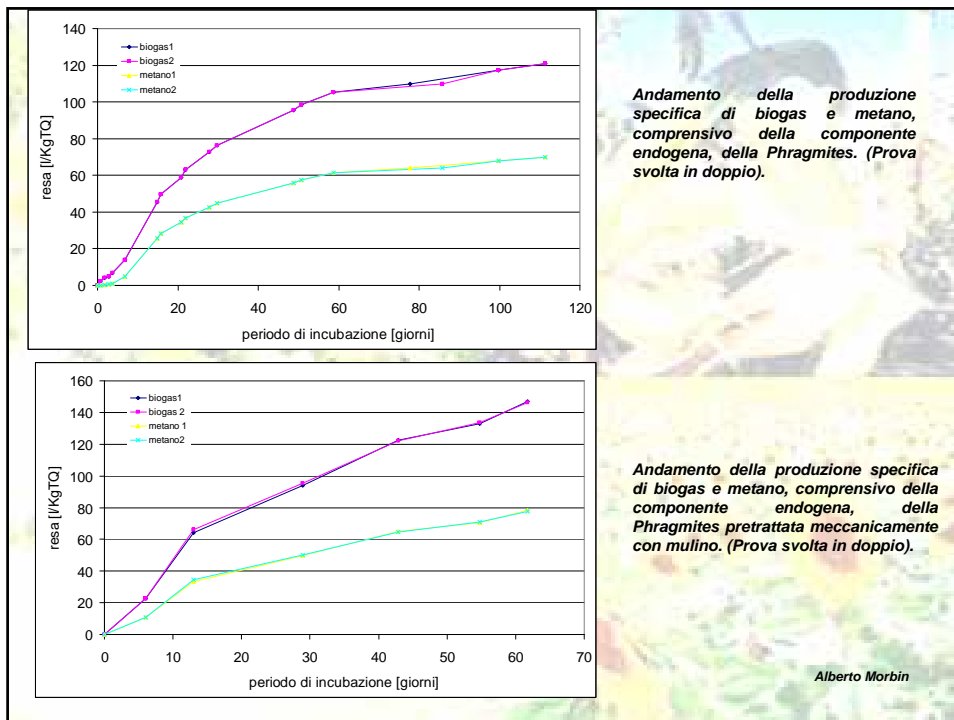 140
120
100
80
60
40
20
0
0 20 40 60 80 100 120
resa [l/KgTQ]
periodo di incubazione [giorni]
biogas1
biogas2
metano1
metano2
Andamento della produzione
specifica di biogas e metano,
comprensivo della componente
endogena, della Phragmites. (Prova
svolta in doppio).
160
140
120
100
80
60
40
20
0
0 10 20 30 40 50 60 70
resa [l/KgTQ]
periodo di incubazione [giorni]
biogas1
biogas 2
metano 1
metano2
Andamento della produzione specifica
di biogas e metano, comprensivo della
componente endogena, della
Phragmites pretrattata meccanicamente
con mulino. (Prova svolta in doppio).
Alberto Morbin